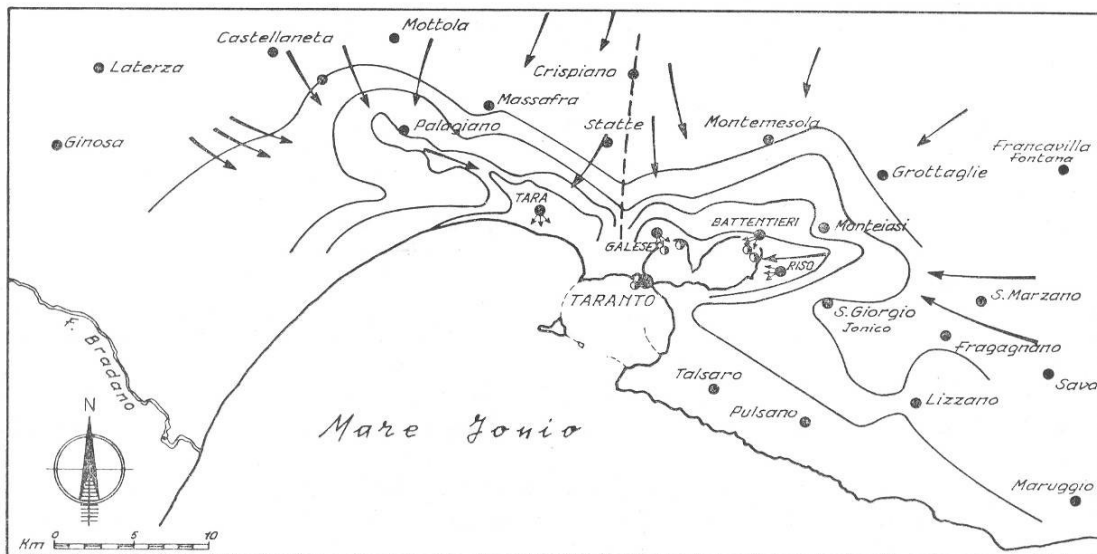 Mottola
Castellaneta
Laterza
Crispiano
Massafra
Statte
Montemesola
Palagiano
Ginosa
Francavilla
Fontana
Grottaglie
TARA
BATTENTIERI
Monteiasi
GALESE
RISO
TARANTO
S. Marzano
S. Giorgio
Jonico
Fragagnano
F. Bradano
Talsaro
Sava
Lizzano
Pulsano
Mare Jonio
N
Maruggio
Km 0 5 10